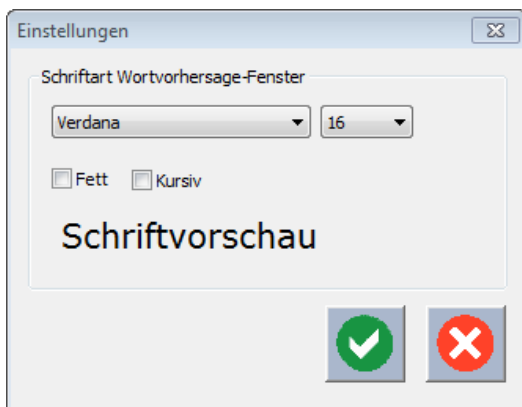 Einstellungen
Schriftart Wortvorhersage-Fenster
Verdana 16
Fett Kursiv
Schriftvorschau